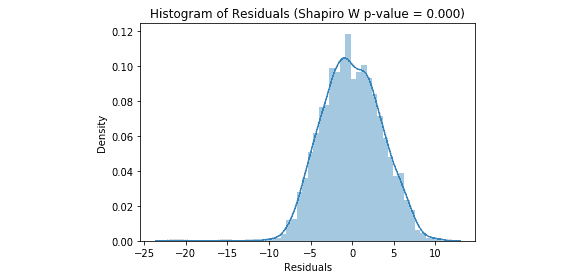 Histogram of Residuals (Shapiro W p-value = 0.000)
0.12
0.10
0.08
0.06
0.04
0.02
0.00
Density
−25 −20 −15 −10 −5 0 5 10
Residuals